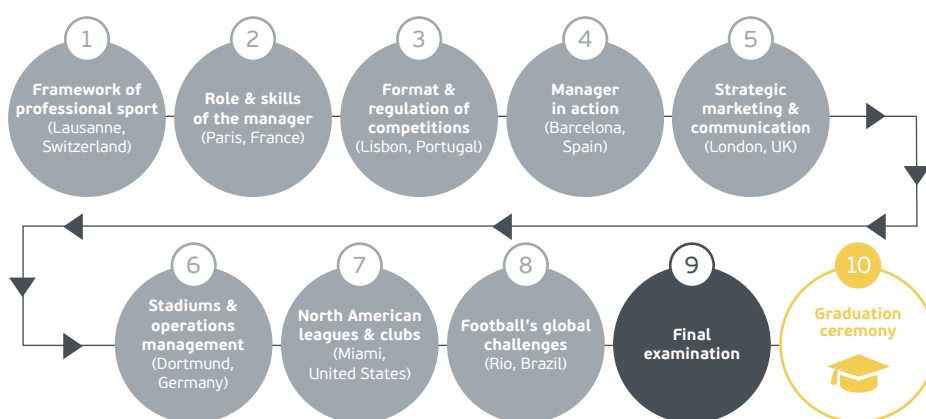 1
Framework of
professional sport
(Lausanne,
Switzerland)
2
Role & skills
of the manager
(Paris, France)
3
Format &
regulation of
competitions
(Lisbon, Portugal)
4
Manager
in action
(Barcelona,
Spain)
5
Strategic
marketing &
communication
(London, UK)
6
Stadiums &
operations
management
(Dortmund,
Germany)
7
North American
leagues & clubs
(Miami,
United States)
8
Football's global
challenges
(Rio, Brazil)
9
Final
examination
10
Graduation
ceremony